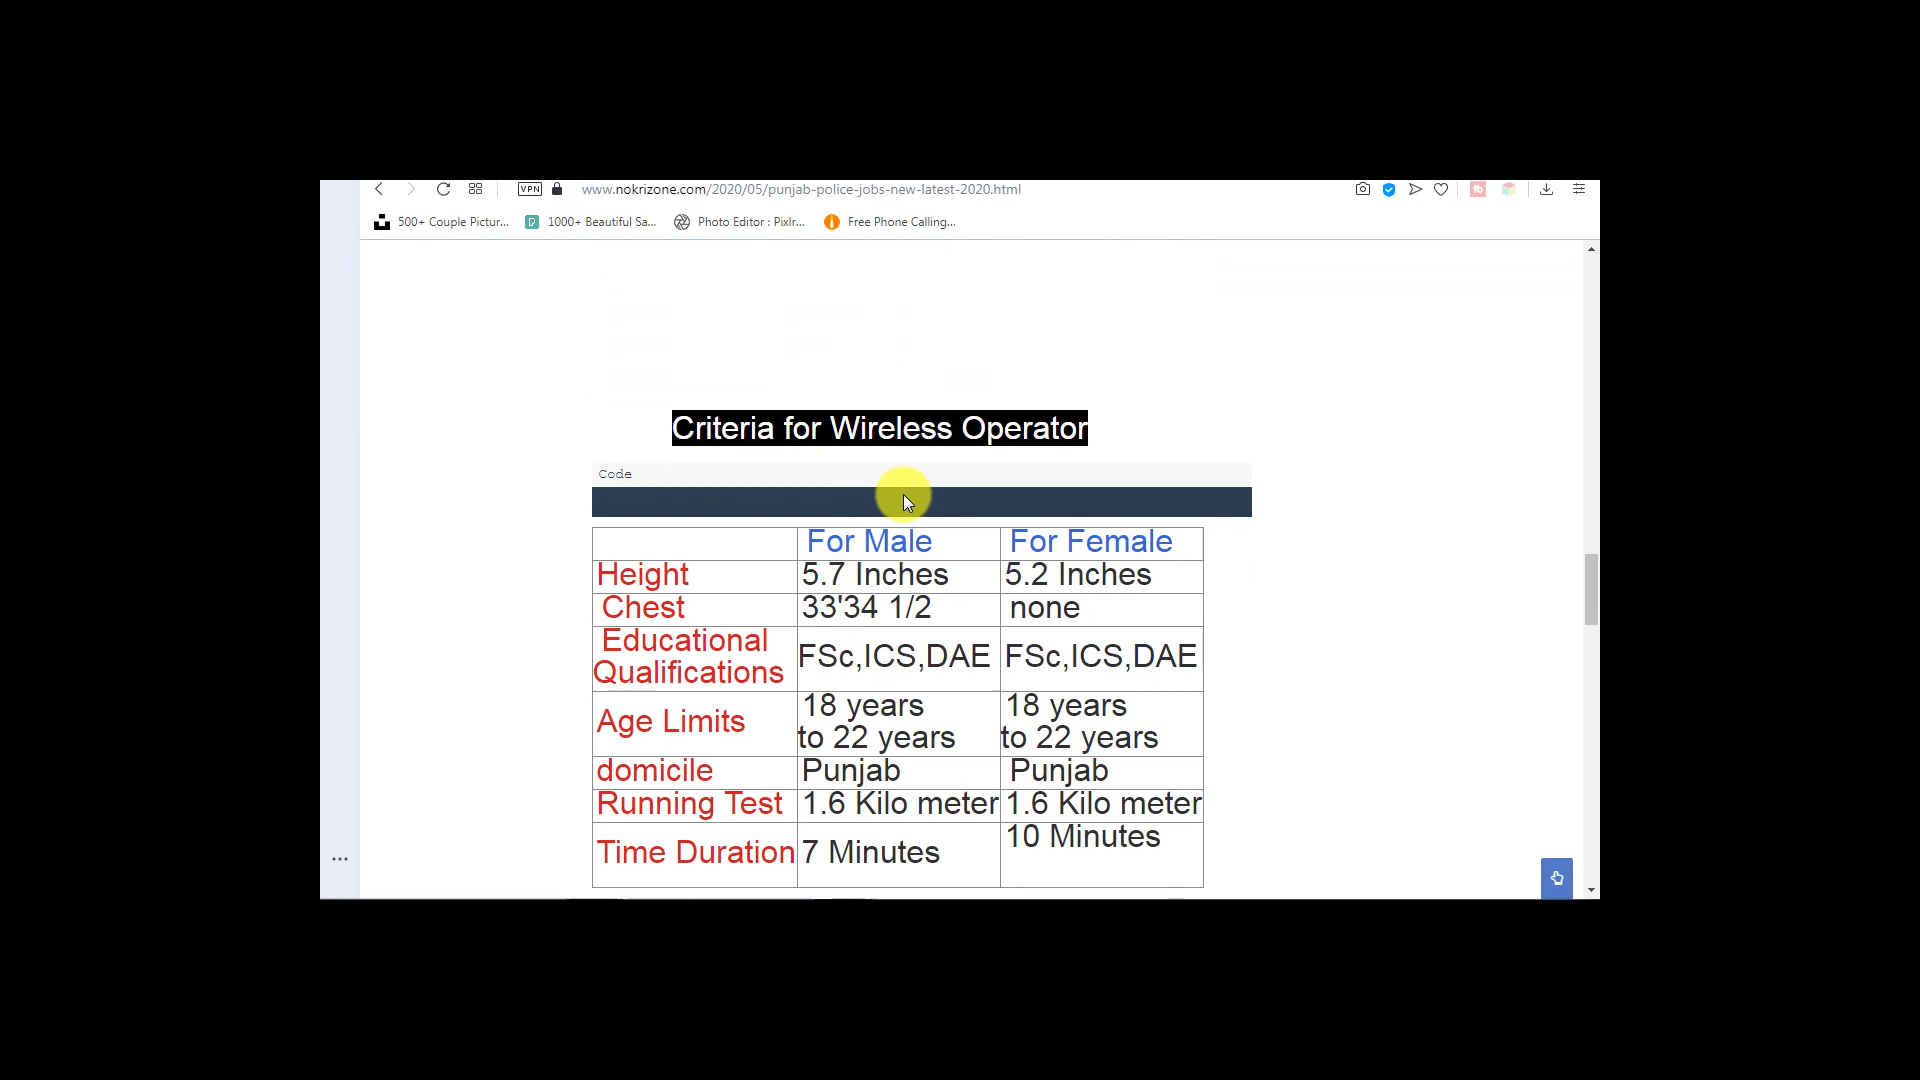 VPN www.nokrizone.com/2020/05/punjab-police-jobs-new-latest-2020.html
500+ Couple Pictur... 1000+ Beautiful Sa... Photo Editor : Pixlr... Free Phone Calling...
Criteria for Wireless Operator
Code
For Male For Female
Height 5.7 Inches 5.2 Inches
Chest 33'34 1/2 none
Educational
Qualifications FSc,ICS,DAE FSc,ICS,DAE
Age Limits 18 years
to 22 years 18 years
to 22 years
domicile Punjab Punjab
Running Test 1.6 Kilo meter 1.6 Kilo meter
Time Duration 7 Minutes 10 Minutes